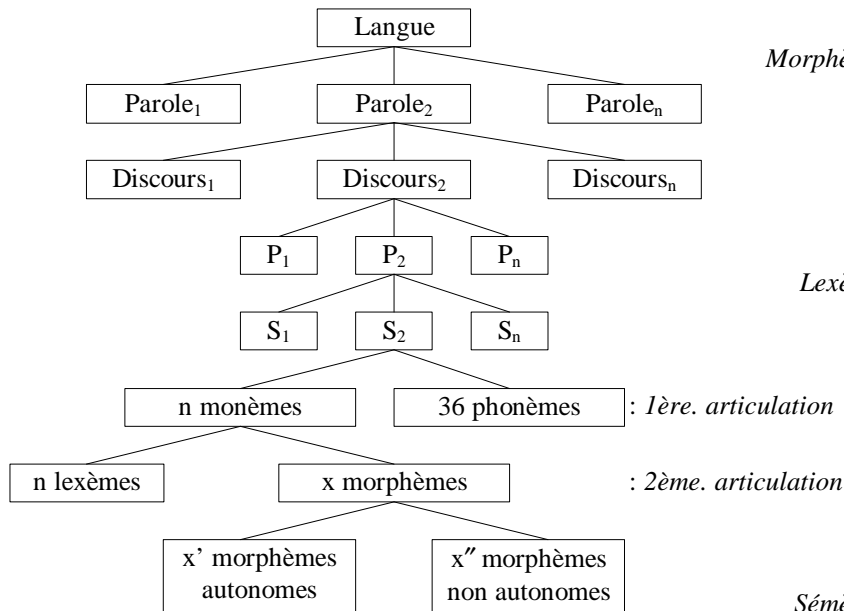 Langue
Morphè
Parole₁ Parole₂ Paroleₙ
Discours₁ Discours₂ Discoursₙ
P₁ P₂ Pₙ
Lexè
S₁ S₂ Sₙ
n monèmes 36 phonèmes : 1ère. articulation
n lexèmes x morphèmes : 2ème. articulation
x’ morphèmes
autonomes
x″ morphèmes
non autonomes
Sémè